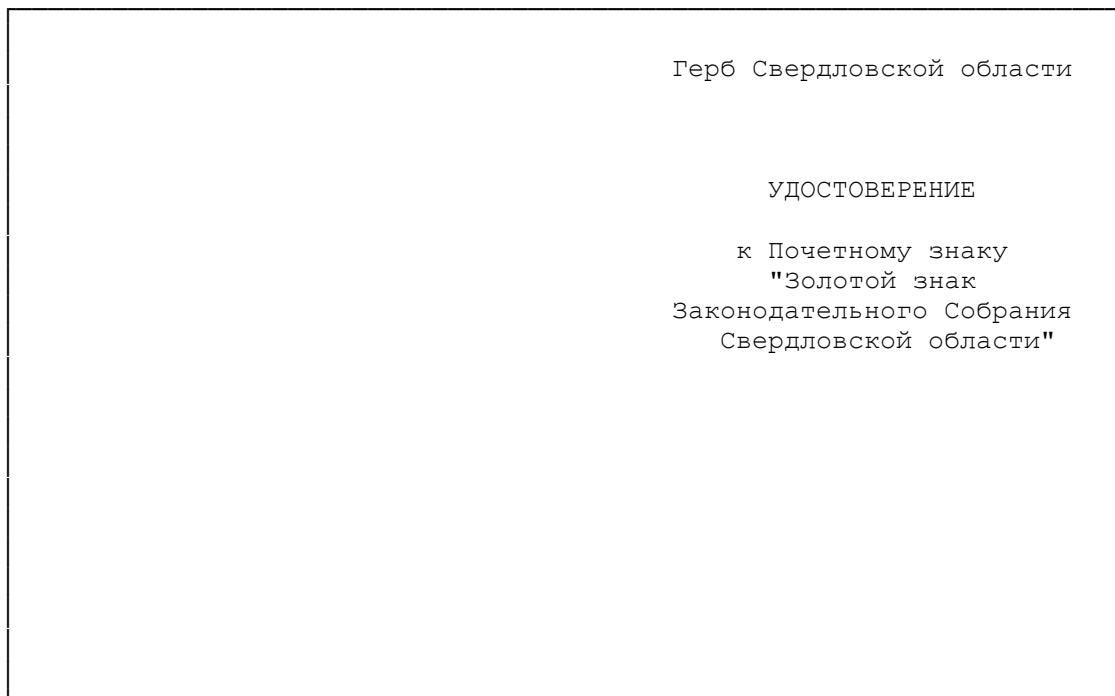 Герб Свердловской области
УДОСТОВЕРЕНИЕ
к Почетному знаку
"Золотой знак
Законодательного Собрания
Свердловской области"